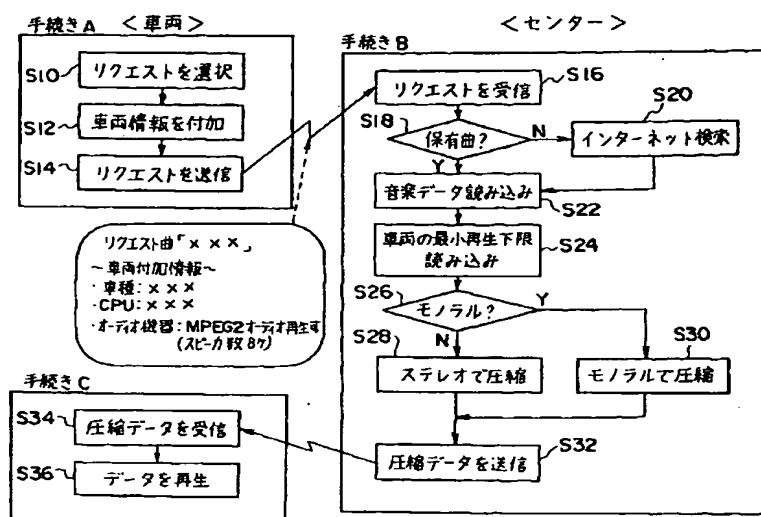 手続きA
<車両>
S10
リクエストを選択
S12
車両情報を付加
S14
リクエストを送信
リクエスト曲「×××」
~車両付加情報~
・車種:×××
・CPU:×××
・オーディオ機器:MPEG2オーディオ再生可
(スピーカ数8ケ)
<センター>
手続きB
S16
リクエストを受信
S18
保有曲?
N
Y
S20
インターネット検索
音楽データ読み込み
S22
車両の最小再生下限
読み込み
S24
S26
モノラル?
Y
N
S28
ステレオで圧縮
S30
モノラルで圧縮
圧縮データを送信
S32
手続きC
S34
圧縮データを受信
S36
データを再生